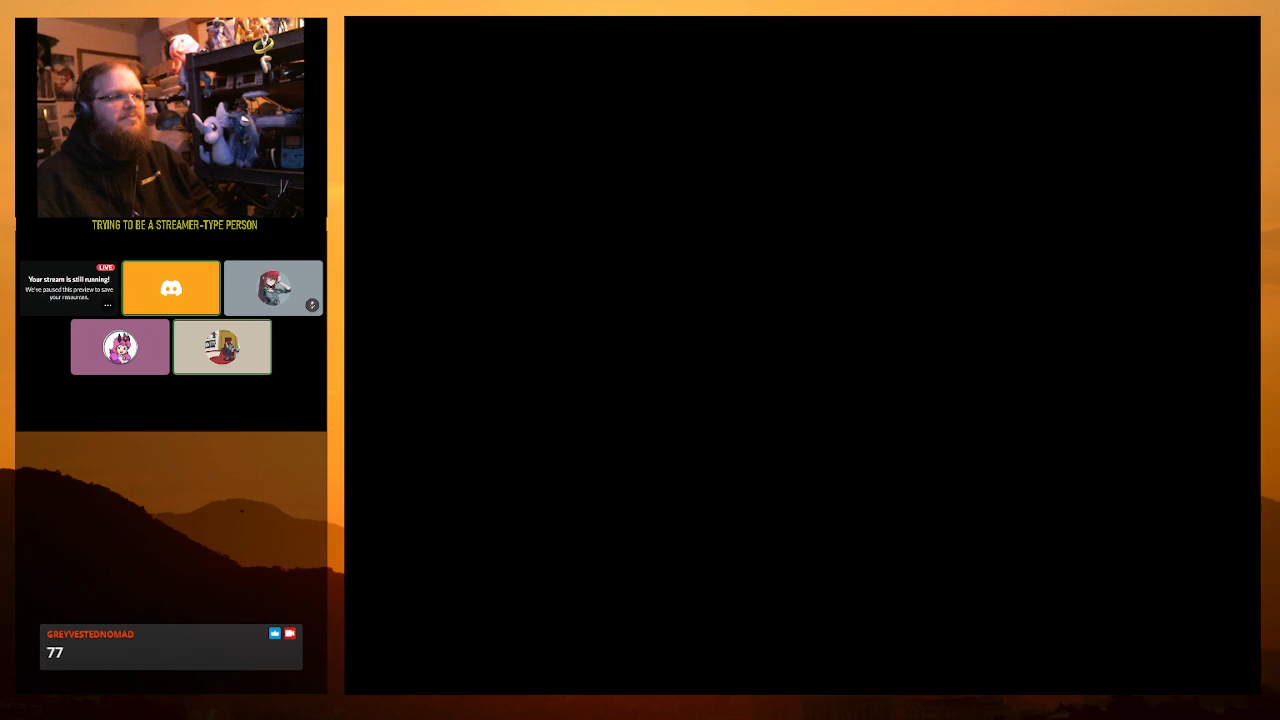 TRYING TO BE A STREAMER-TYPE PERSON
LIVE
Your stream is still running!
We've paused this preview to save
your resources.
GREYVESTEDNOMAD
77